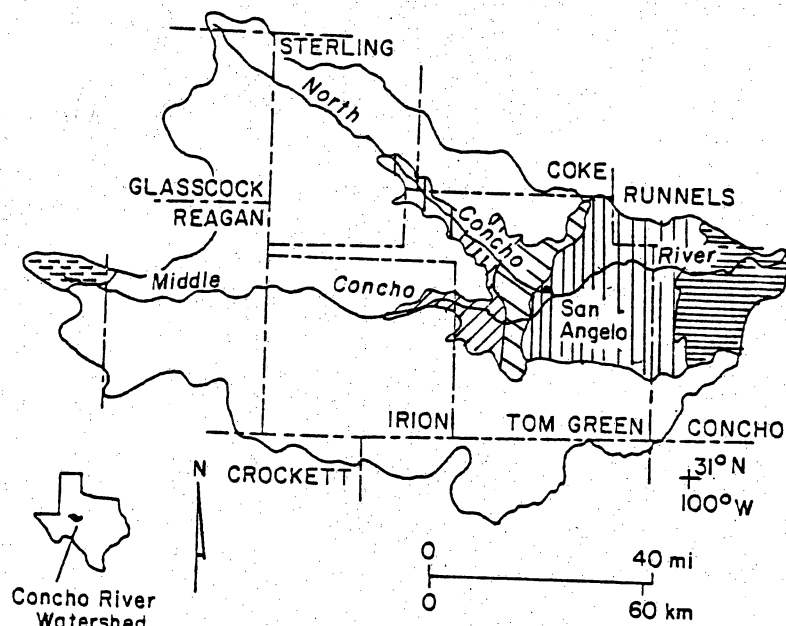 STERLING
North
COKE
RUNNELS
GLASSCOCK
REAGAN
Concho
River
Middle
Concho
San
Angelo
IRION
TOM GREEN
CONCHO
CROCKETT
N
31°N
100°W
0
40 mi
0
60 km
Concho River
Watershed